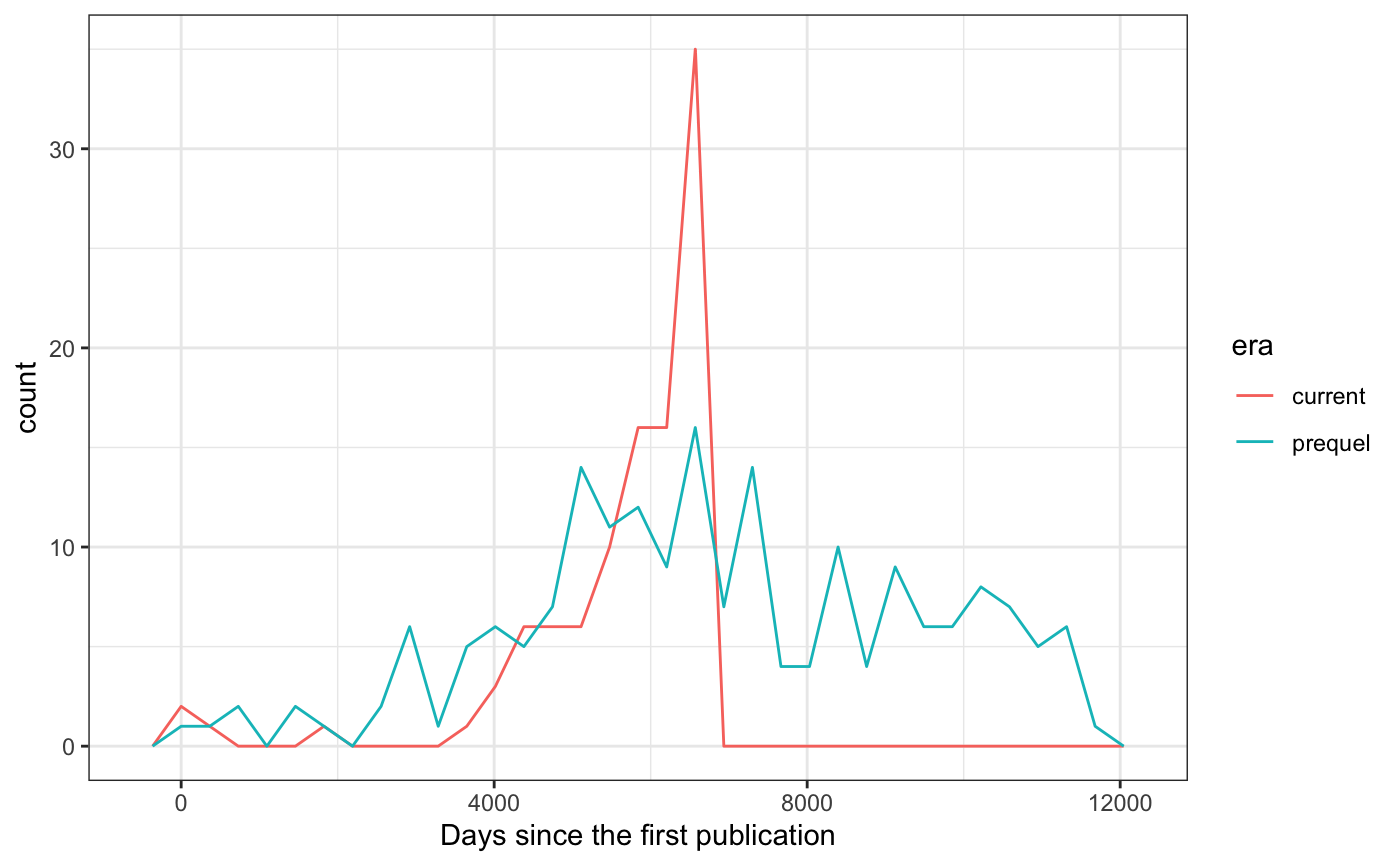 30
20
10
0
count
0 4000 8000 12000
Days since the first publication
era
current
prequel